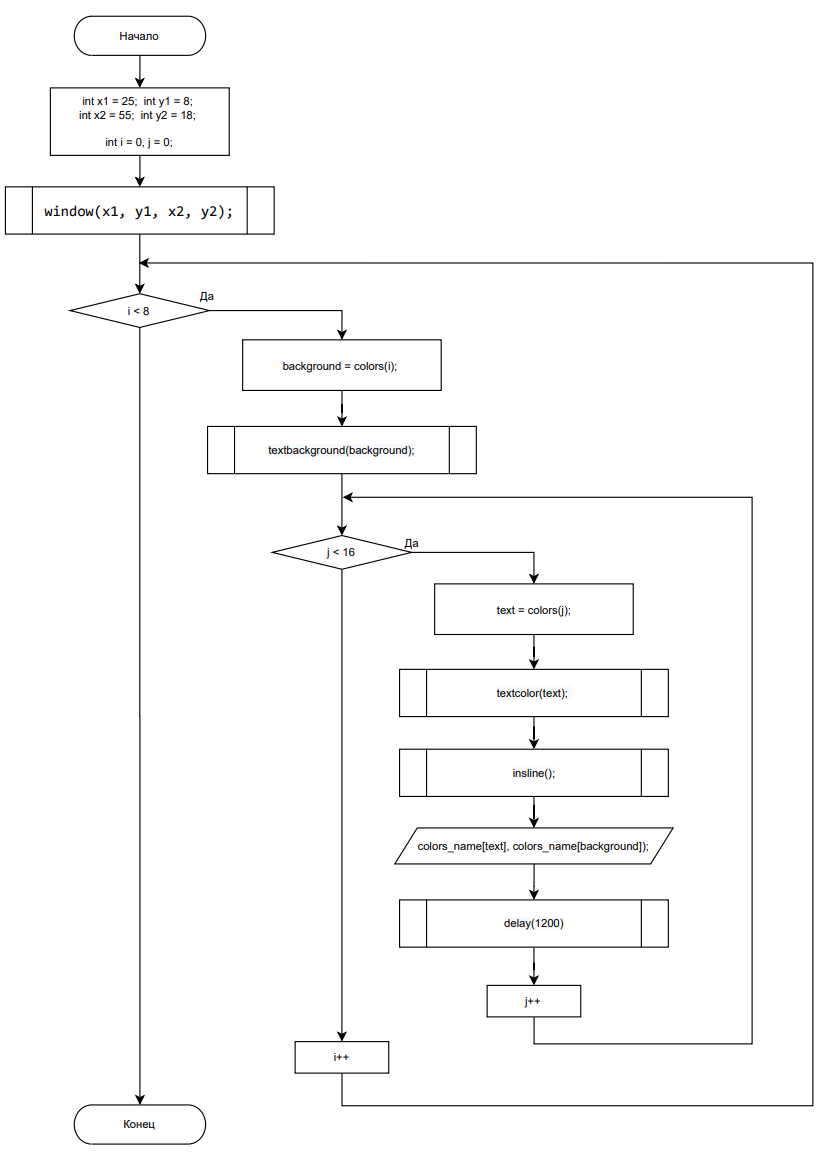 Начало
int x1 = 25;  int y1 = 8;
int x2 = 55;  int y2 = 18;
int i = 0, j = 0;
window(x1, y1, x2, y2);
Да
i < 8
background = colors(i);
textbackground(background);
Да
j < 16
text = colors(j);
textcolor(text);
insline();
colors_name[text], colors_name[background]);
delay(1200)
j++
i++
Конец